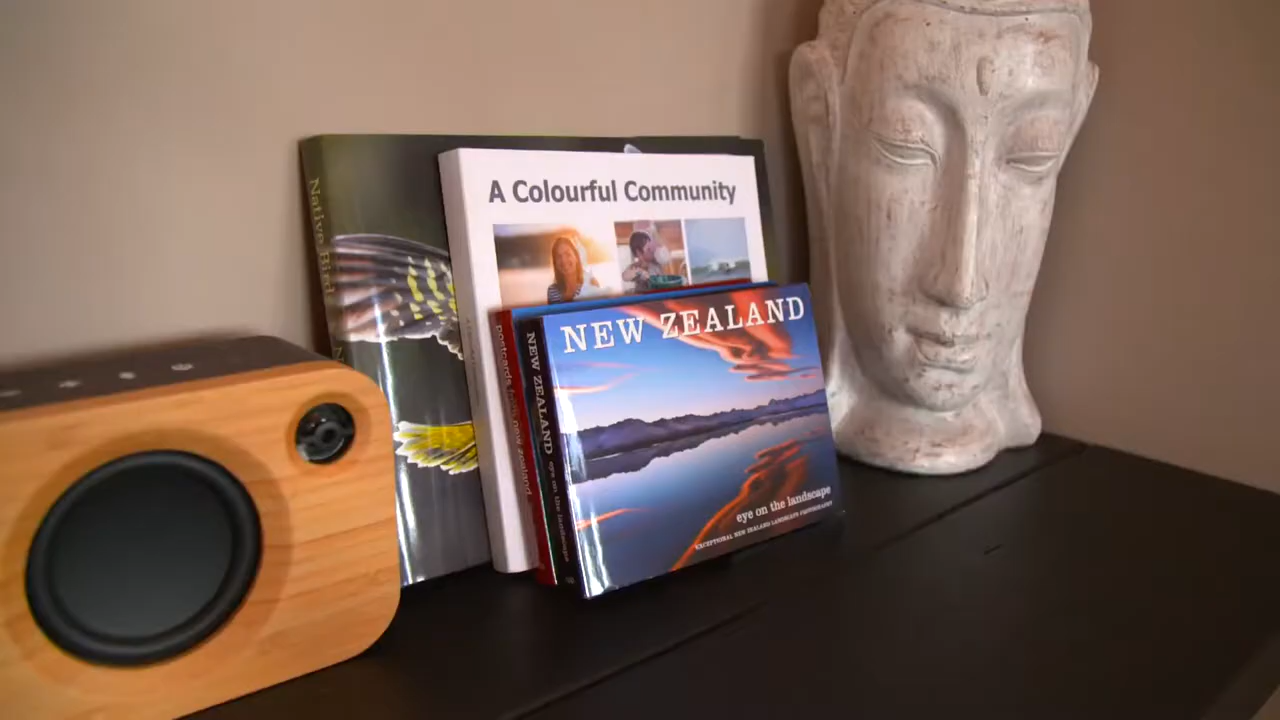 Native Bird
A Colourful Community
postcards from new zealand
NEW ZEALAND eye on the landscape
NEW ZEALAND
eye on the landscape
EXCEPTIONAL NEW ZEALAND LANDSCAPE PHOTOGRAPHY